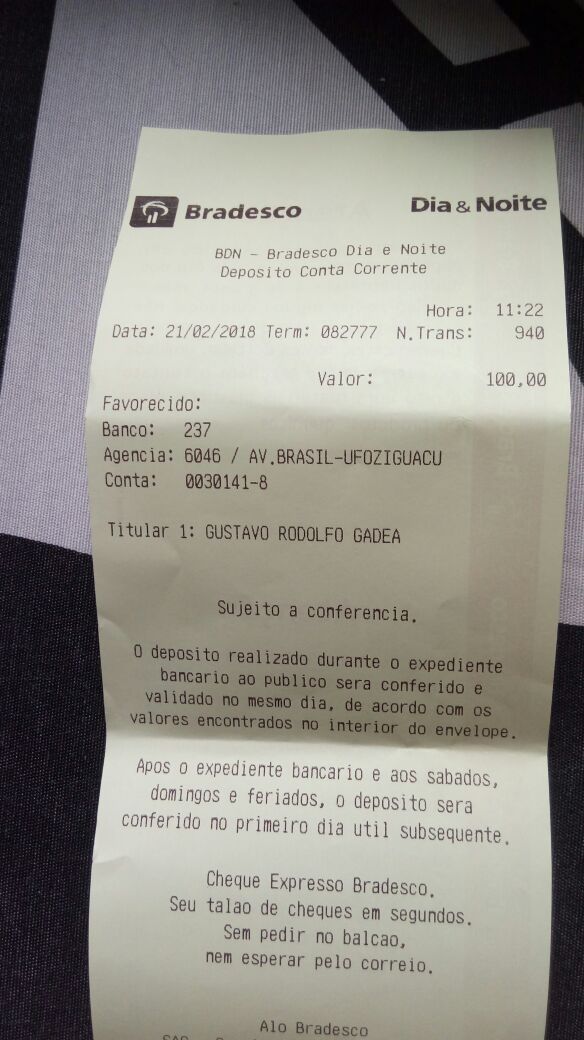 Bradesco Dia & Noite
BDN - Bradesco Dia e Noite
Deposito Conta Corrente
Hora: 11:22
Data: 21/02/2018 Term: 082777 N.Trans: 940
Valor: 100,00
Favorecido:
Banco: 237
Agencia: 6046 / AV.BRASIL-UFOZIGUACU
Conta: 0030141-8
Titular 1: GUSTAVO RODOLFO GADEA
Sujeito a conferencia.
O deposito realizado durante o expediente
bancario ao publico sera conferido e
validado no mesmo dia, de acordo com os
valores encontrados no interior do envelope.
Apos o expediente bancario e aos sabados,
domingos e feriados, o deposito sera
conferido no primeiro dia util subsequente.
Cheque Expresso Bradesco.
Seu talao de cheques em segundos.
Sem pedir no balcao,
nem esperar pelo correio.
Alo Bradesco